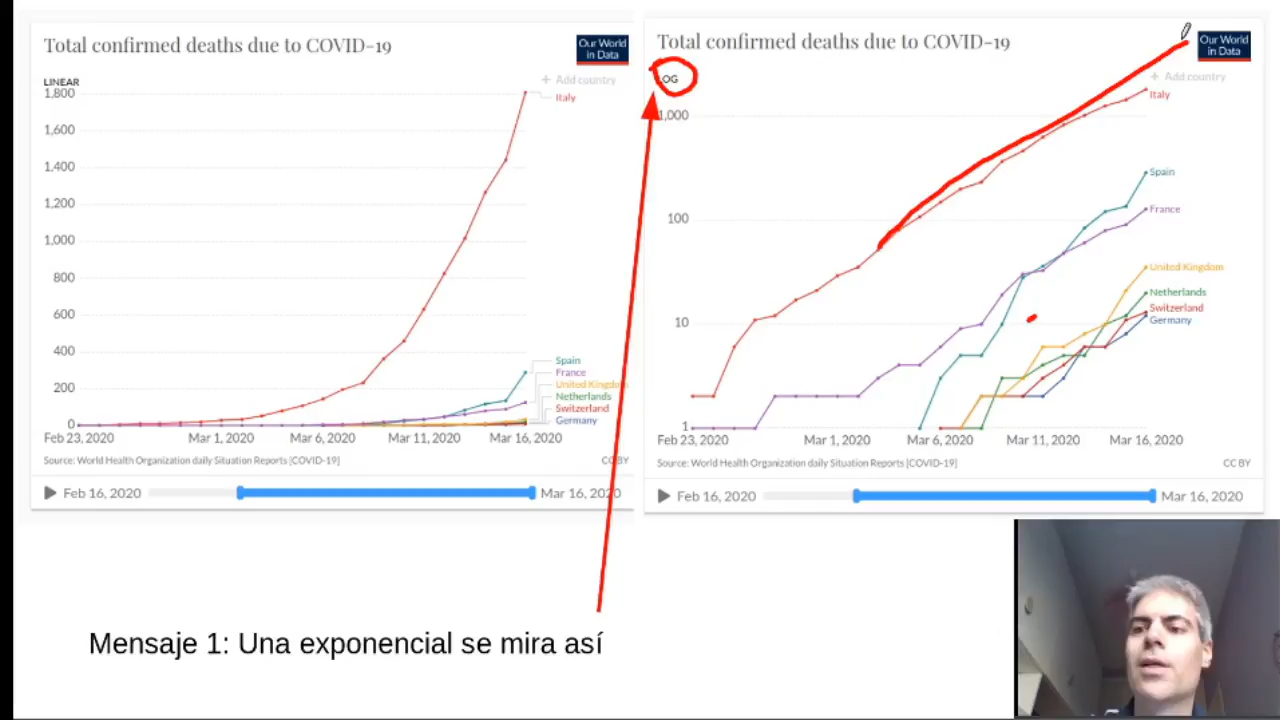 Total confirmed deaths due to COVID-19
Our World
in Data
LINEAR
+ Add country
1,800
Italy
1,600
1,400
1,200
1,000
800
600
400
Spain
France
200
United Kingdom
Netherlands
Switzerland
0
Germany
Feb 23, 2020
Mar 1, 2020
Mar 6, 2020
Mar 11, 2020
Mar 16, 2020
Source: World Health Organization daily Situation Reports [COVID-19]
CC BY
Feb 16, 2020
Mar 16, 2020
Total confirmed deaths due to COVID-19
Our World
in Data
LOG
+ Add country
Italy
1,000
Spain
France
100
United Kingdom
Netherlands
Switzerland
Germany
10
1
Feb 23, 2020
Mar 1, 2020
Mar 6, 2020
Mar 11, 2020
Mar 16, 2020
Source: World Health Organization daily Situation Reports [COVID-19]
CC BY
Feb 16, 2020
Mar 16, 2020
Mensaje 1: Una exponencial se mira así